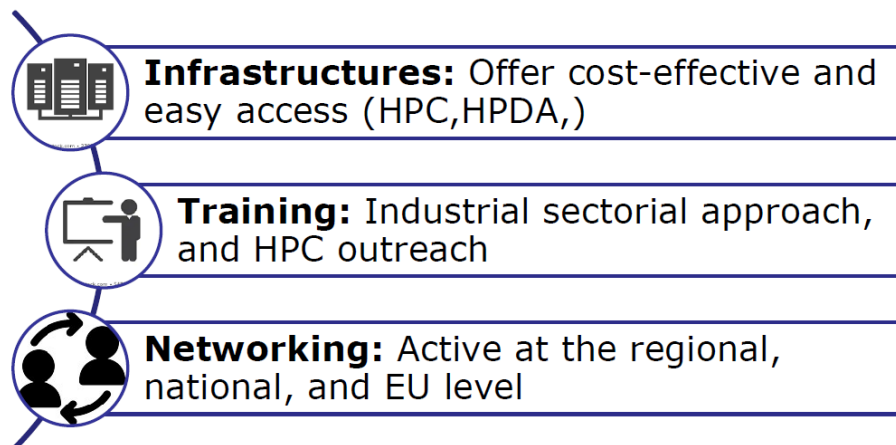 Infrastructures: Offer cost-effective and
easy access (HPC,HPDA,)
Training: Industrial sectorial approach,
and HPC outreach
Networking: Active at the regional,
national, and EU level